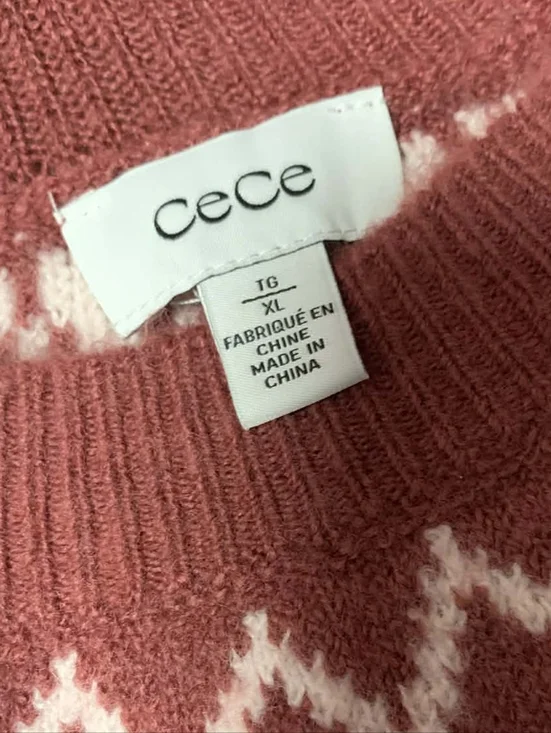 CeCe
TG
XL
FABRIQUÉ EN
CHINE
MADE IN
CHINA